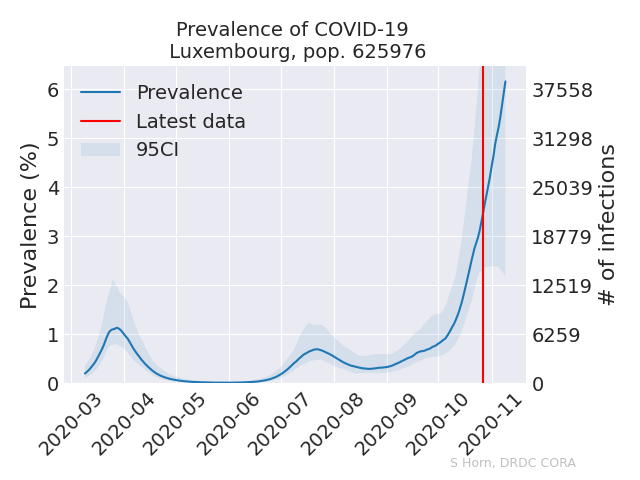 Prevalence of COVID-19
Luxembourg, pop. 625976
Prevalence
Latest data
95CI
Prevalence (%)
6
5
4
3
2
1
0
37558
31298
25039
18779
12519
6259
0
# of infections
2020-03
2020-04
2020-05
2020-06
2020-07
2020-08
2020-09
2020-10
2020-11
S Horn, DRDC CORA